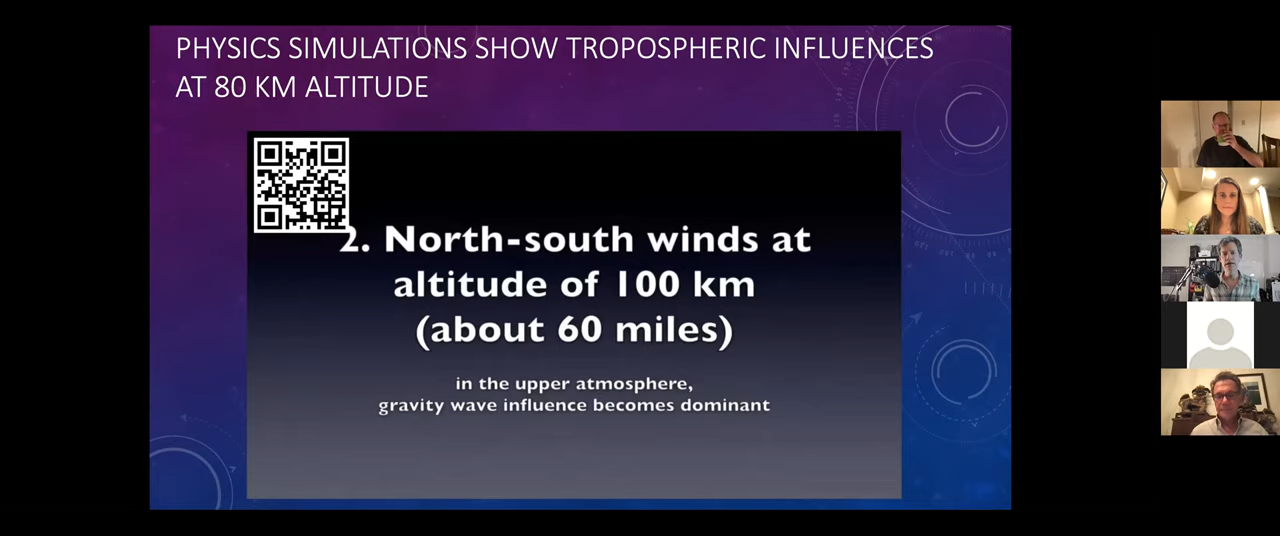 PHYSICS SIMULATIONS SHOW TROPOSPHERIC INFLUENCES
AT 80 KM ALTITUDE
2. North-south winds at
altitude of 100 km
(about 60 miles)
in the upper atmosphere,
gravity wave influence becomes dominant